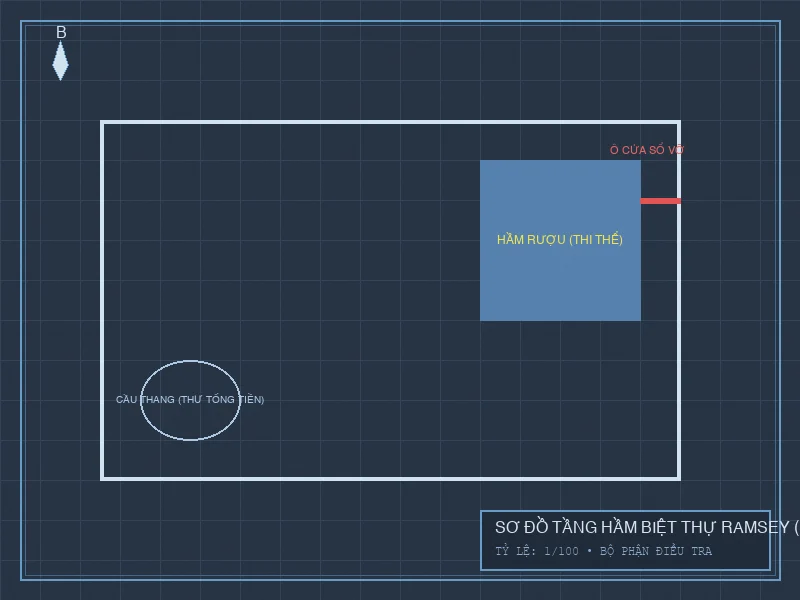 B
Ô CỬA SỔ VỠ
HẦM RƯỢU (THI THỂ)
CẦU THANG (THƯ TỐNG TIỀN)
SƠ ĐỒ TẦNG HẦM BIỆT THỰ RAMSEY (
TỶ LỆ: 1/100 • BỘ PHẬN ĐIỀU TRA